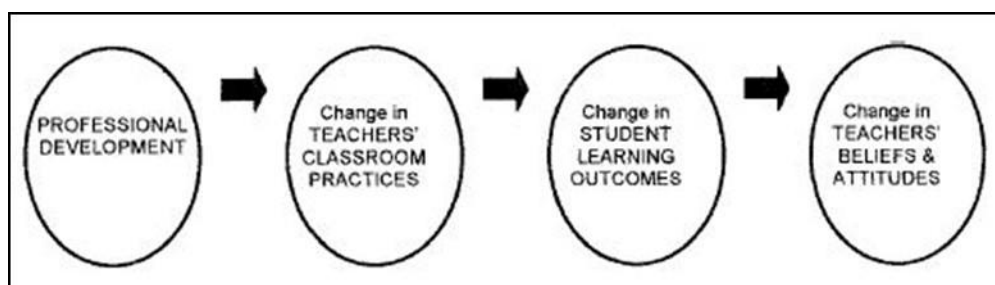 PROFESSIONAL
DEVELOPMENT
Change in
TEACHERS'
CLASSROOM
PRACTICES
Change in
STUDENT
LEARNING
OUTCOMES
Change in
TEACHERS'
BELIEFS &
ATTITUDES